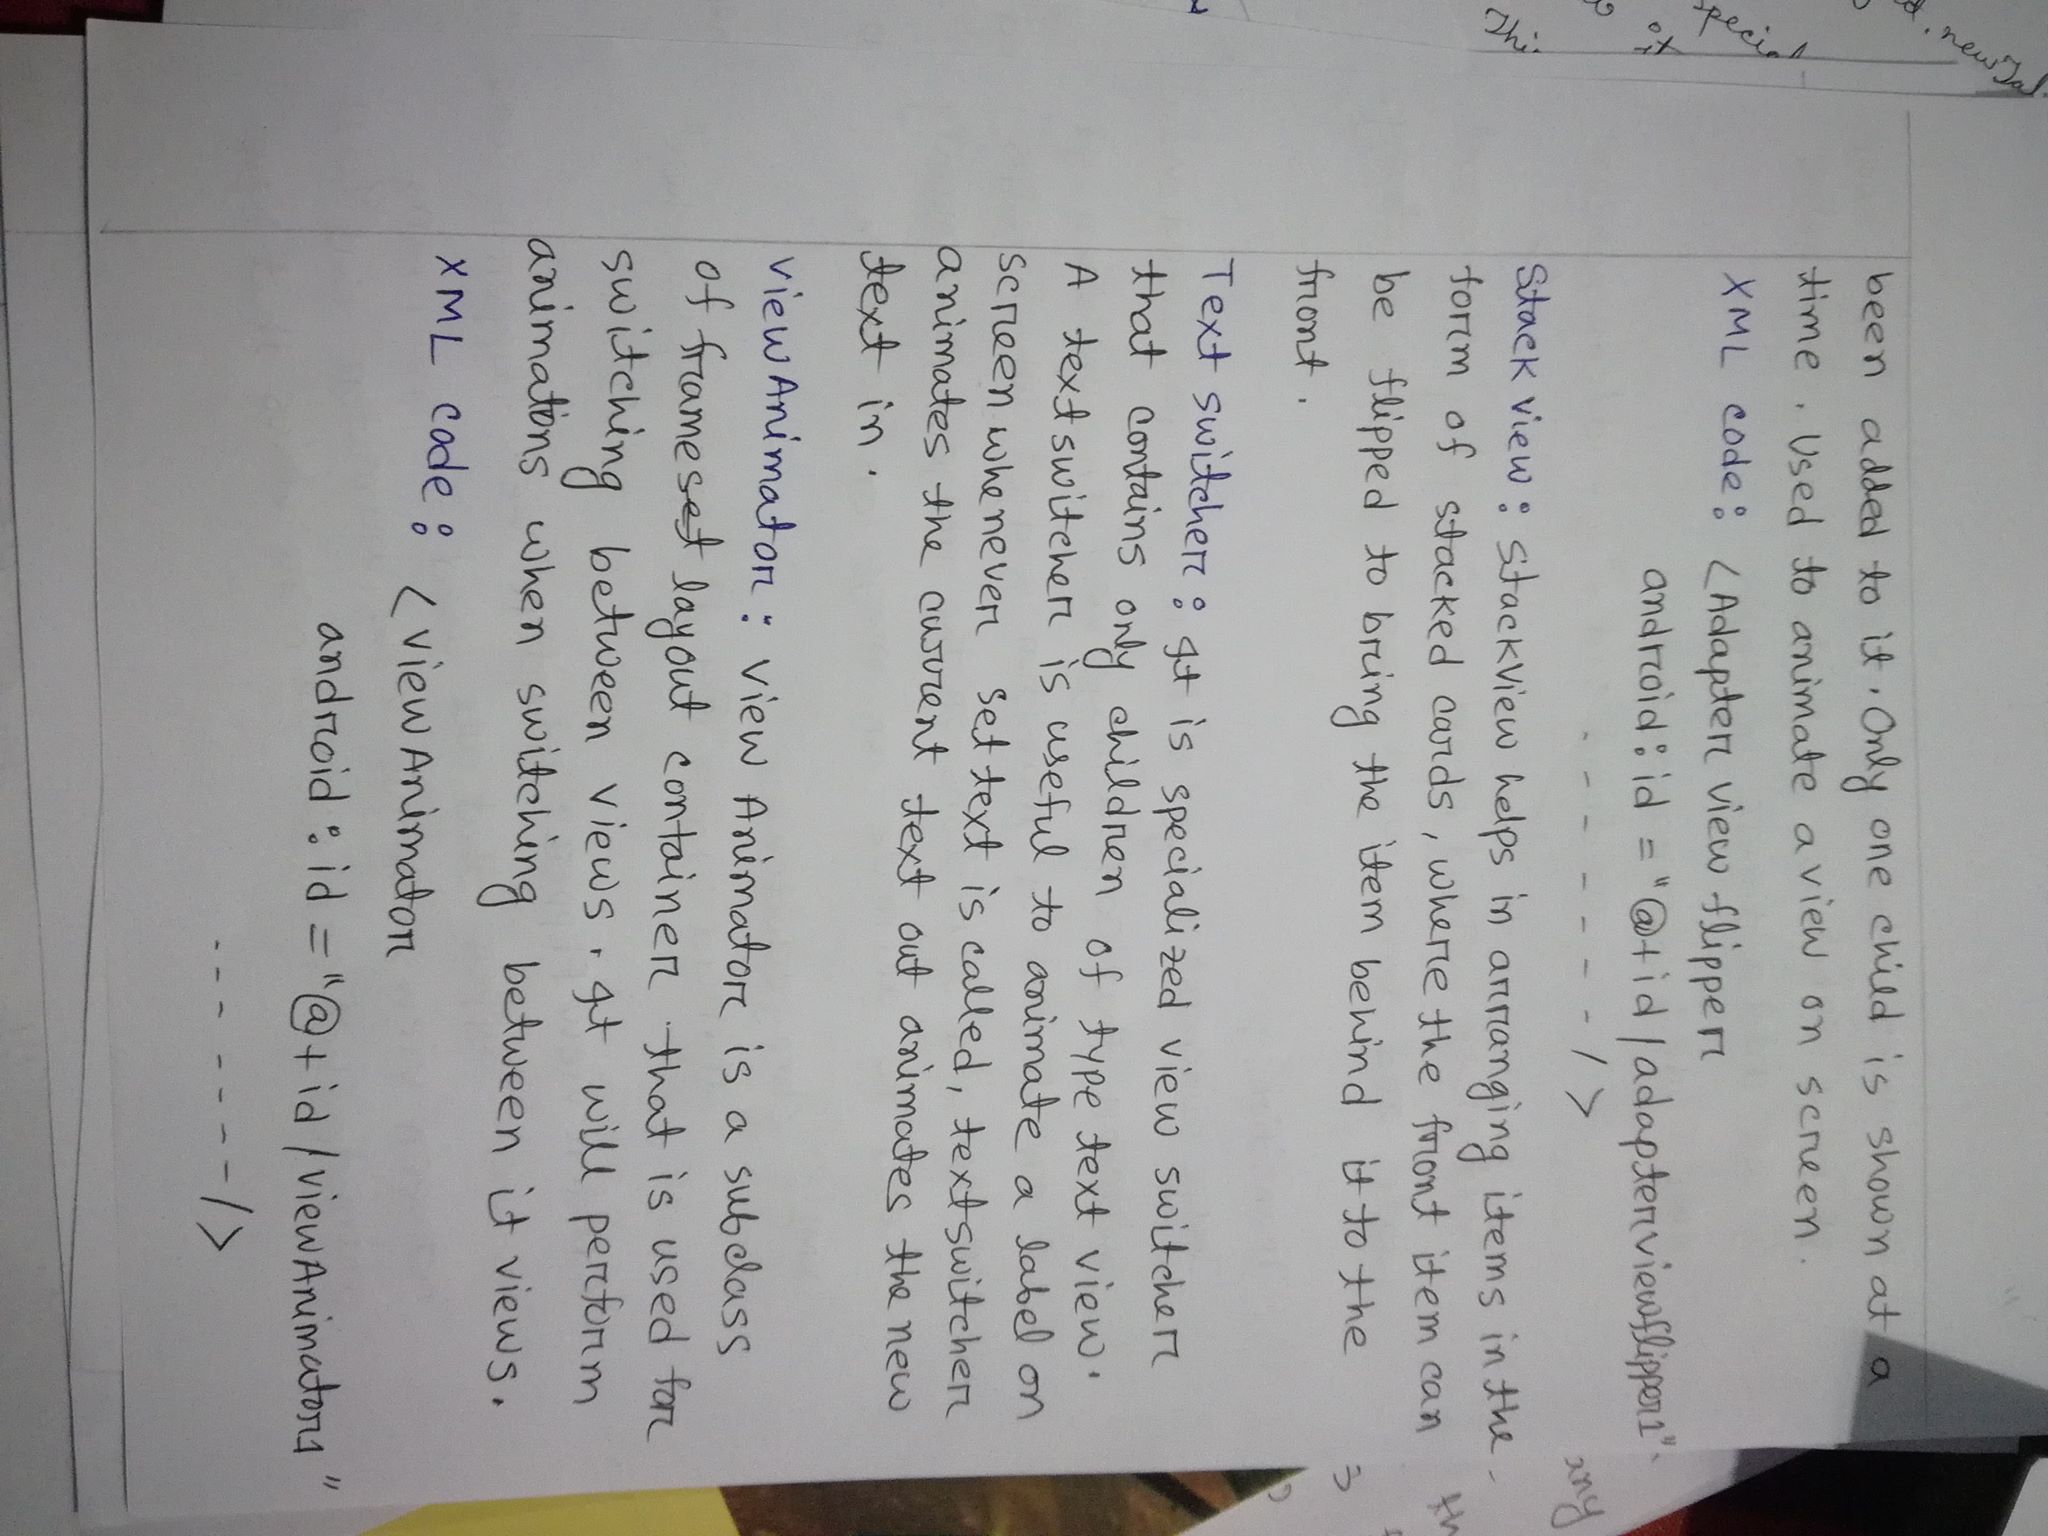 been added to it. Only one child is shown at a
time. Used to animate a view on screen.
XML code: <Adapter view flipper
android:id = "@+id/adapterviewflipper1".
- - - - - - />
Stack view: stackview helps in arranging items in the
form of stacked cards, where the front item can
be flipped to bring the item behind it to the
front.
Text switcher: It is specialized view switcher
that contains only children of type text view.
A textswitcher is useful to animate a label on
screen whenever set text is called, textswitcher
animates the current text out animates the new
text in.
viewAnimator: view Animator is a subclass
of frame layout container that is used for
switching between views. It will perform
animations when switching between it views.
XML code: <viewAnimator
android:id = "@+id/viewAnimator1"
- - - - - - />
special
any